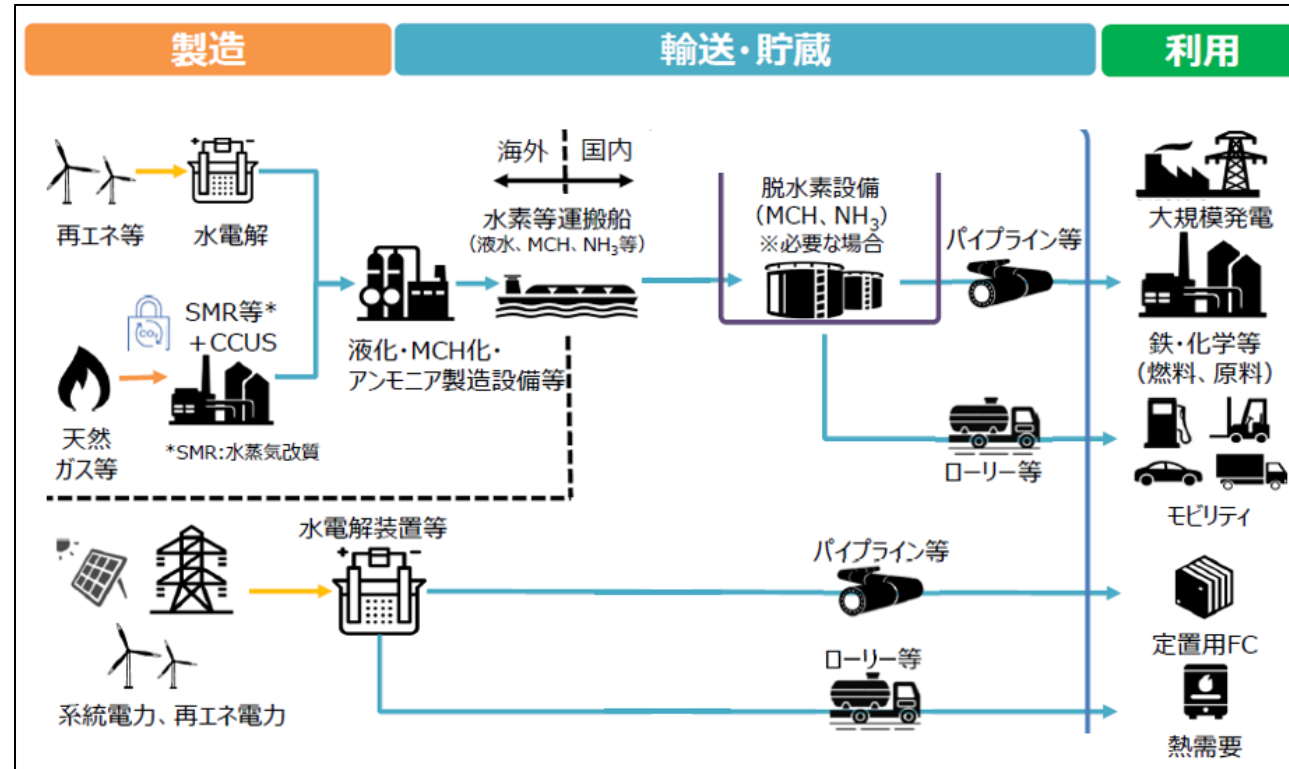 製造
輸送・貯蔵
利用
再エネ等
水電解
天然
ガス等
CO₂
SMR等*
+CCUS
*SMR:水蒸気改質
液化・MCH化・
アンモニア製造設備等
海外
国内
水素等運搬船
(液水、MCH、NH₃等)
脱水素設備
(MCH、NH₃)
※必要な場合
パイプライン等
ローリー等
大規模発電
鉄・化学等
(燃料、原料)
モビリティ
系統電力、再エネ電力
水電解装置等
パイプライン等
ローリー等
定置用FC
熱需要